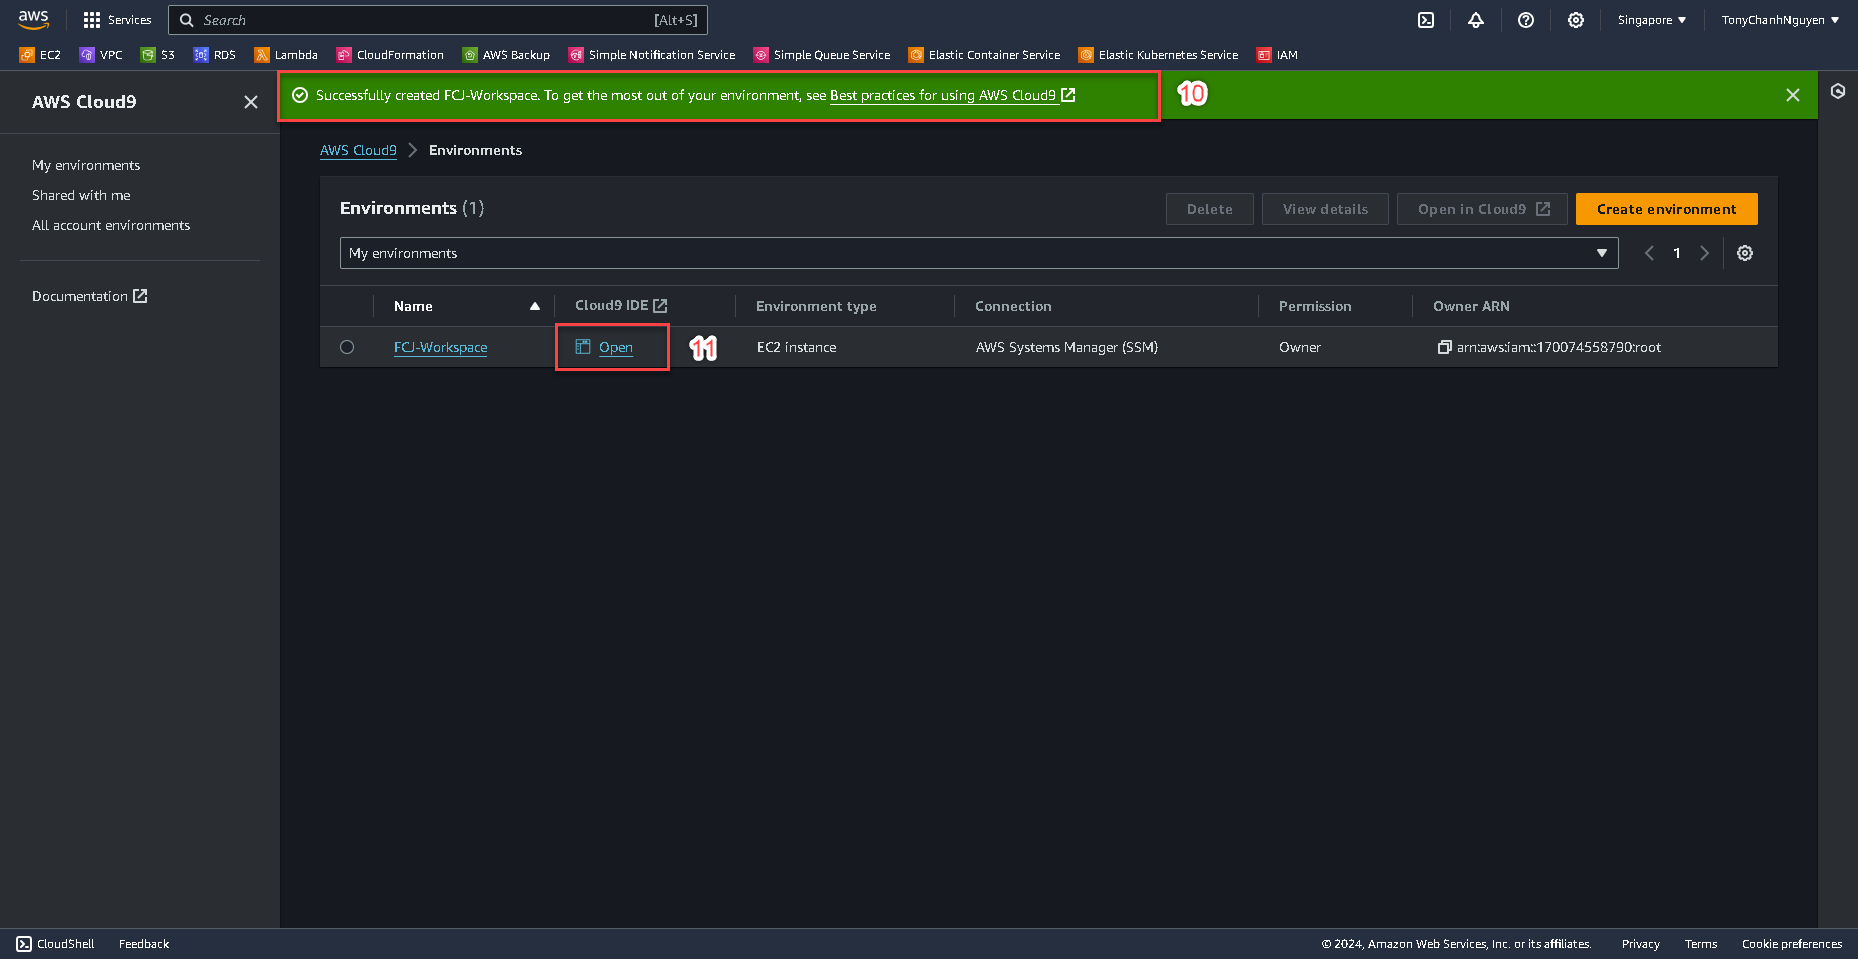 aws Services Search [Alt+S] Singapore TonyChanhNguyen
EC2 VPC S3 RDS Lambda CloudFormation AWS Backup Simple Notification Service Simple Queue Service Elastic Container Service Elastic Kubernetes Service IAM
AWS Cloud9
My environments
Shared with me
All account environments
Documentation
Successfully created FCJ-Workspace. To get the most out of your environment, see Best practices for using AWS Cloud9 10
AWS Cloud9 Environments
Environments (1) Delete View details Open in Cloud9 Create environment
My environments 1
Name Cloud9 IDE Environment type Connection Permission Owner ARN
FCJ-Workspace Open 11 EC2 instance AWS Systems Manager (SSM) Owner arn:aws:iam::170074558790:root
CloudShell Feedback © 2024, Amazon Web Services, Inc. or its affiliates. Privacy Terms Cookie preferences